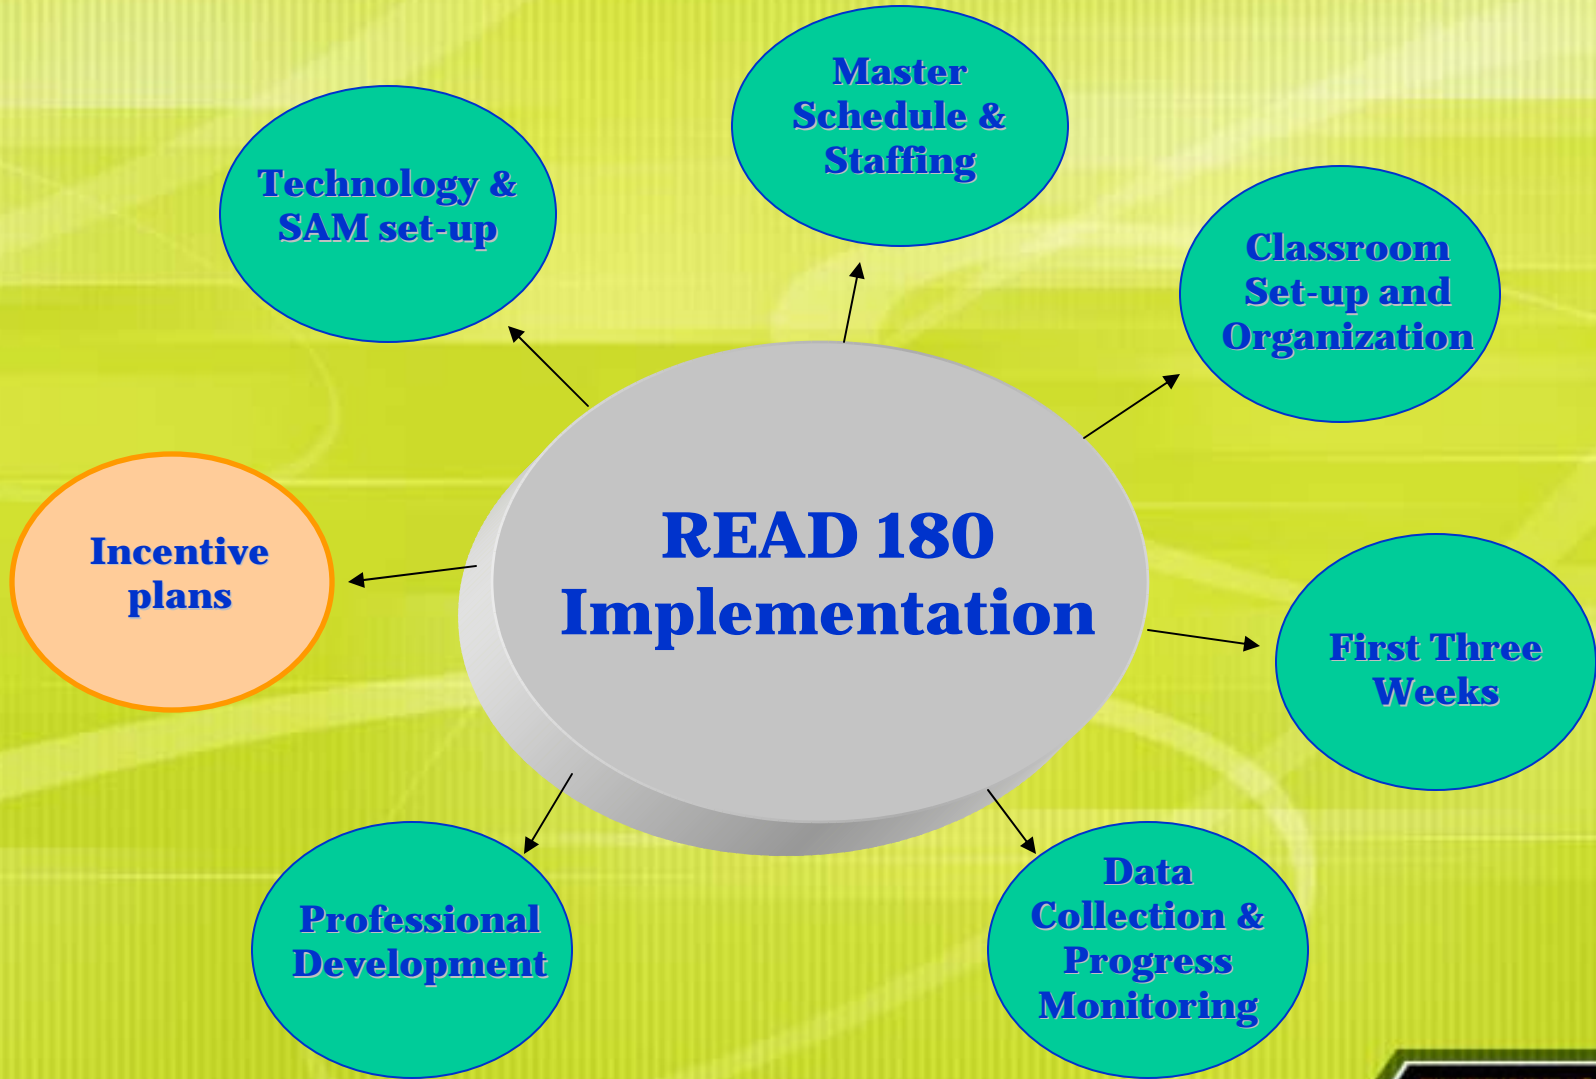 Master
Schedule &
Staffing
Technology &
SAM set-up
Classroom
Set-up and
Organization
READ 180
Implementation
Incentive
plans
First Three
Weeks
Professional
Development
Data
Collection &
Progress
Monitoring